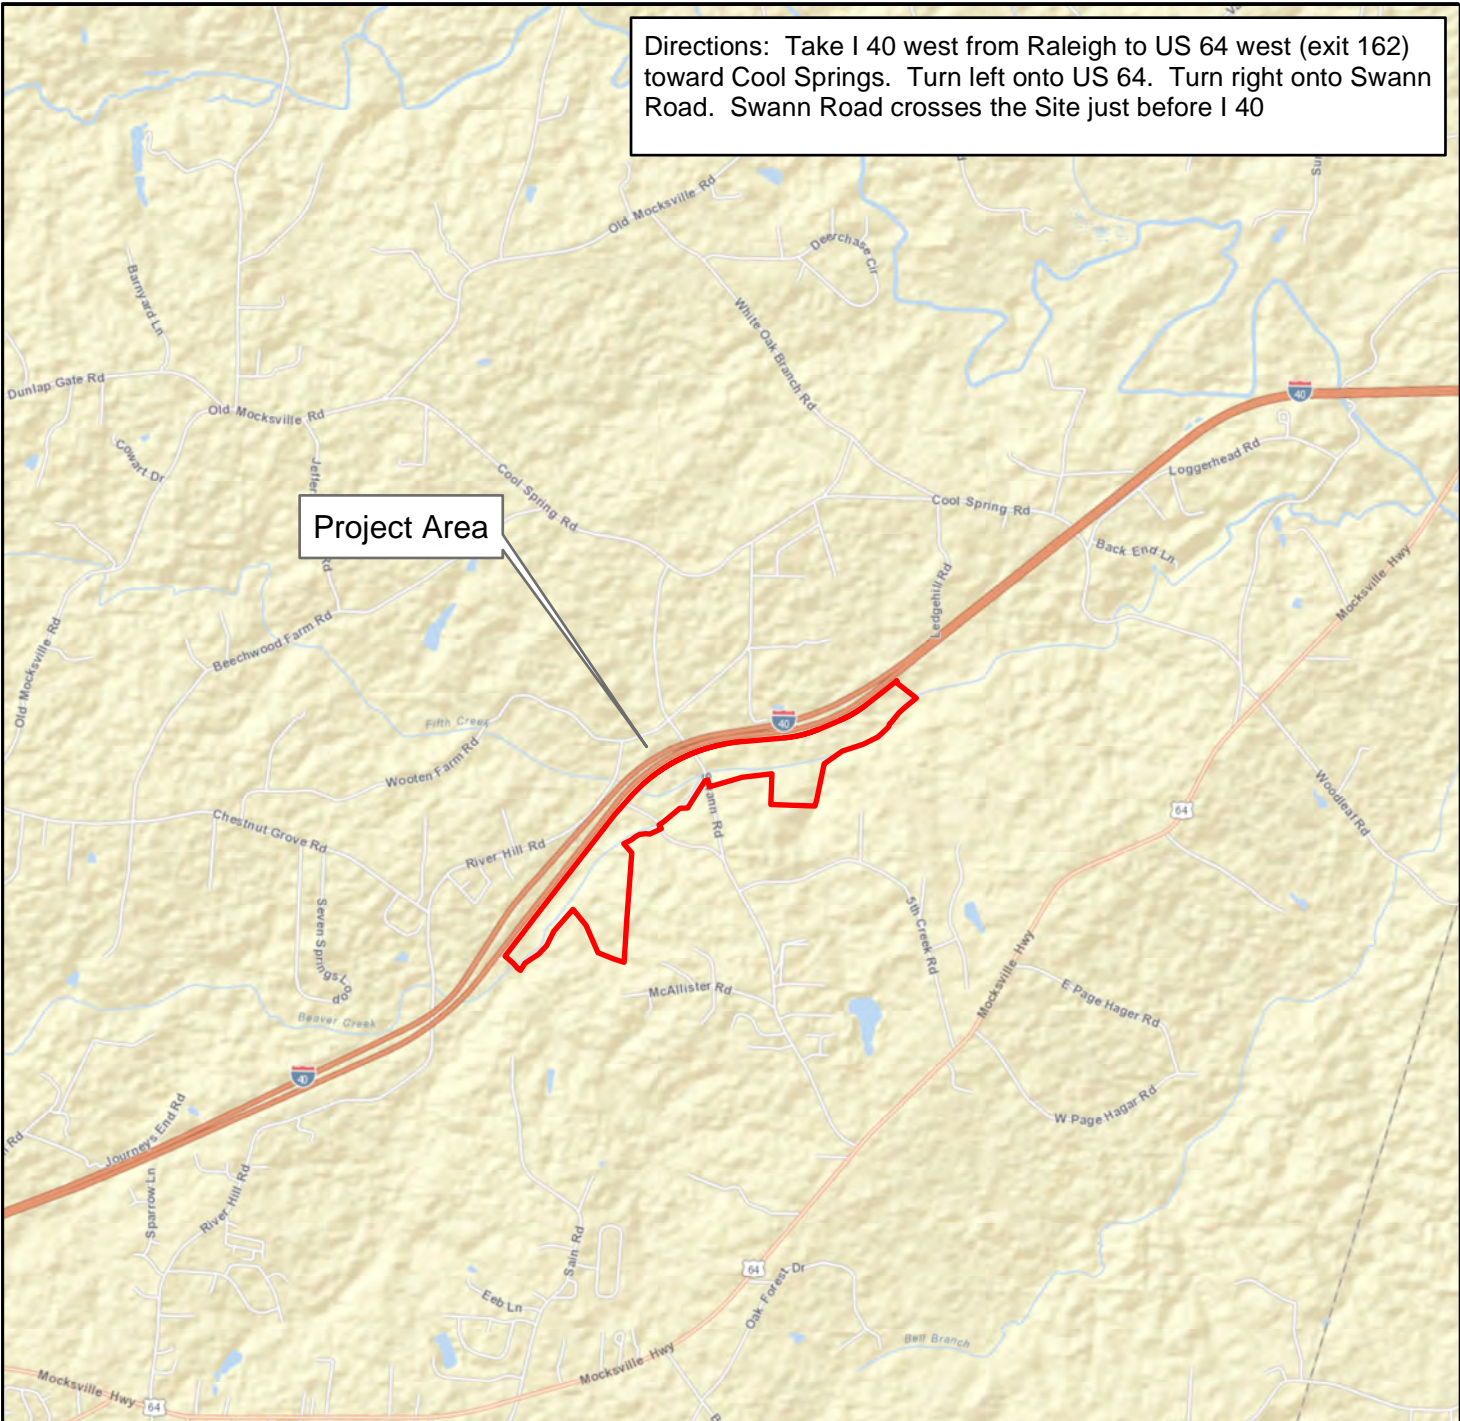 Directions: Take I 40 west from Raleigh to US 64 west (exit 162)
toward Cool Springs. Turn left onto US 64. Turn right onto Swann
Road. Swann Road crosses the Site just before I 40
Old Mocksville Rd
Deerchase Cir
Barnyard Ln
White Oak Branch Rd
Dunlap Gate Rd
40
Old Mocksville Rd
Cowart Dr
Loggerhead Rd
Cool Spring Rd
Cool Spring Rd
Project Area
Back End Ln
Mocksville Hwy
Ledgehill Rd
Beechwood Farm Rd
Old Mocksville Rd
Fifth Creek
40
Wooten Farm Rd
Swann Rd
64
Woodleaf Rd
Chestnut Grove Rd
River Hill Rd
Seven Springs Loop
5th Creek Rd
Mocksville Hwy
McAllister Rd
E Page Hager Rd
Beaver Creek
40
W Page Hagar Rd
Journeys End Rd
Rd
Sparrow Ln
River Hill Rd
Sain Rd
64
Oak Forest Dr
Eeb Ln
Bell Branch
Mocksville Hwy
Mocksville Hwy
64